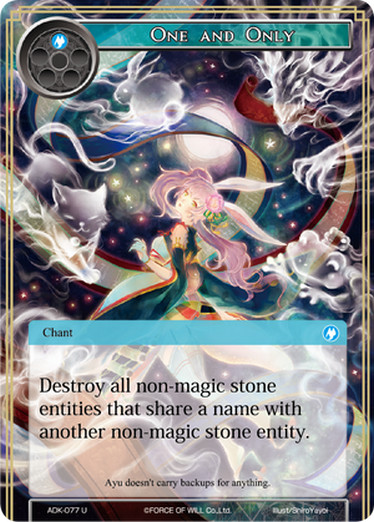 One and Only
Chant
Destroy all non-magic stone
entities that share a name with
another non-magic stone entity.
Ayu doesn't carry backups for anything.
ADK-077 U ©FORCE OF WILL Co.,Ltd. Illust/ShiroYayoi